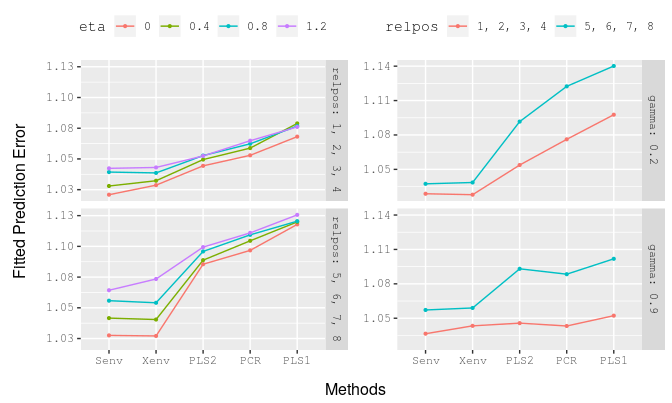 eta 0 0.4 0.8 1.2
relpos 1, 2, 3, 4 5, 6, 7, 8
Fitted Prediction Error
1.13
1.10
1.08
1.05
1.03
relpos: 1, 2, 3, 4
1.13
1.10
1.08
1.05
1.03
relpos: 5, 6, 7, 8
Senv Xenv PLS2 PCR PLS1
1.14
1.11
1.08
1.05
gamma: 0.2
1.14
1.11
1.08
1.05
gamma: 0.9
Senv Xenv PLS2 PCR PLS1
Methods